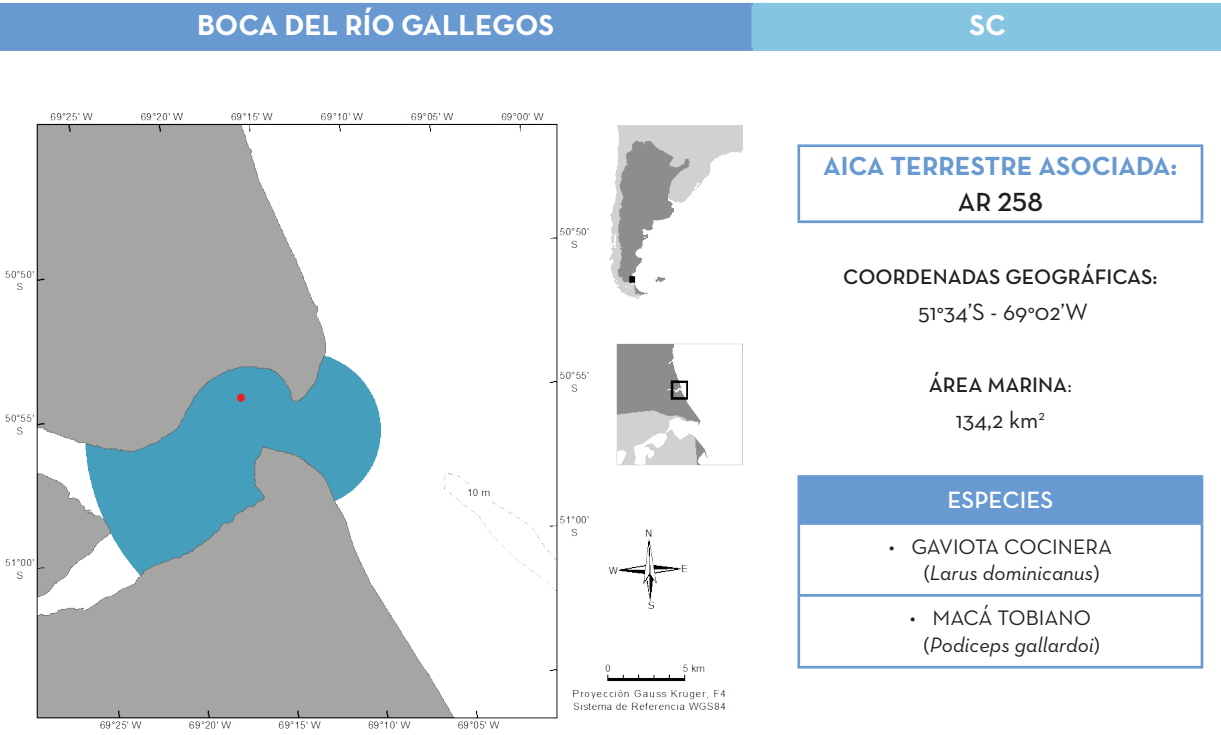 BOCA DEL RÍO GALLEGOS
SC
69°25' W 69°20' W 69°15' W 69°10' W 69°05' W 69°00' W
50°50'
S
50°55'
S
51°00'
S
50°50'
S
50°55'
S
51°00'
S
10 m
69°25' W 69°20' W 69°15' W 69°10' W 69°05' W
N
W E
S
0 5 km
Proyección Gauss Krüger, F4
Sistema de Referencia WGS84
AICA TERRESTRE ASOCIADA:
AR 258
COORDENADAS GEOGRÁFICAS:
51°34'S - 69°02'W
ÁREA MARINA:
134,2 km²
ESPECIES
• GAVIOTA COCINERA
(Larus dominicanus)
• MACÁ TOBIANO
(Podiceps gallardoi)